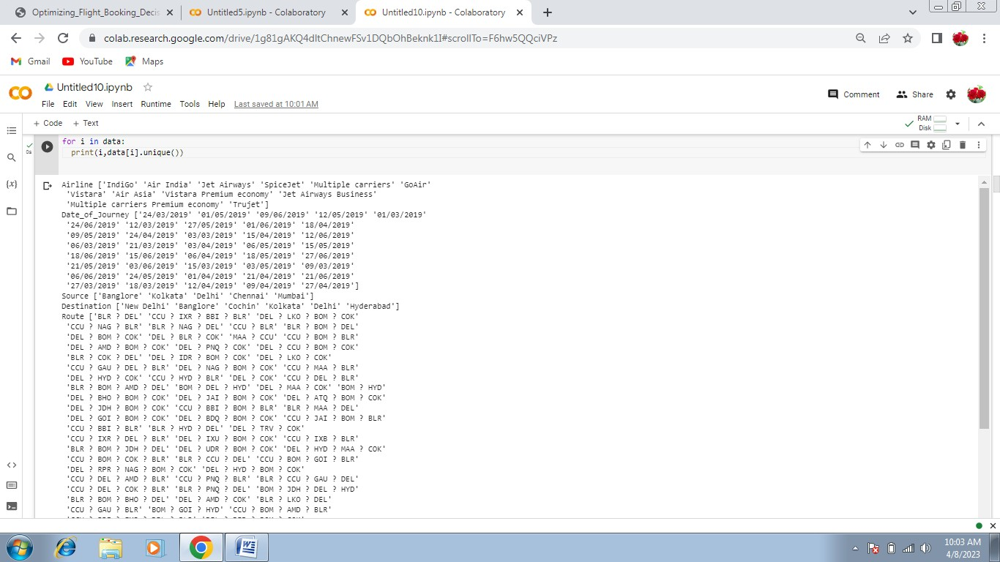 Optimizing_Flight_Booking_Decis
Untitled5.ipynb - Colaboratory
Untitled10.ipynb - Colaboratory
colab.research.google.com/drive/1g81gAKQ4dltChnewFSv1DQbOhBeknk1I#scrollTo=F6hw5QQciVPz
Gmail YouTube Maps
CO Untitled10.ipynb
File Edit View Insert Runtime Tools Help Last saved at 10:01 AM
Comment Share
+ Code + Text
RAM
Disk
0s
for i in data:
print(i,data[i].unique())
Airline ['IndiGo' 'Air India' 'Jet Airways' 'SpiceJet' 'Multiple carriers' 'GoAir'
'Vistara' 'Air Asia' 'Vistara Premium economy' 'Jet Airways Business'
'Multiple carriers Premium economy' 'Trujet']
Date_of_Journey ['24/03/2019' '01/05/2019' '09/06/2019' '12/05/2019' '01/03/2019'
'24/06/2019' '12/03/2019' '27/05/2019' '01/06/2019' '18/04/2019'
'09/05/2019' '24/04/2019' '03/03/2019' '15/04/2019' '12/06/2019'
'06/03/2019' '21/03/2019' '03/04/2019' '06/05/2019' '15/05/2019'
'18/06/2019' '15/06/2019' '06/04/2019' '18/05/2019' '27/06/2019'
'21/05/2019' '03/06/2019' '15/03/2019' '03/05/2019' '09/03/2019'
'06/06/2019' '24/05/2019' '01/04/2019' '21/04/2019' '21/06/2019'
'27/03/2019' '18/03/2019' '12/04/2019' '09/04/2019' '27/04/2019']
Source ['Banglore' 'Kolkata' 'Delhi' 'Chennai' 'Mumbai']
Destination ['New Delhi' 'Banglore' 'Cochin' 'Kolkata' 'Delhi' 'Hyderabad']
Route ['BLR ? DEL' 'CCU ? IXR ? BBI ? BLR' 'DEL ? LKO ? BOM ? COK'
'CCU ? NAG ? BLR' 'BLR ? NAG ? DEL' 'CCU ? BLR' 'BLR ? BOM ? DEL'
'DEL ? BOM ? COK' 'DEL ? BLR ? COK' 'MAA ? CCU' 'CCU ? BOM ? BLR'
'DEL ? AMD ? BOM ? COK' 'DEL ? PNQ ? COK' 'DEL ? CCU ? BOM ? COK'
'BLR ? COK ? DEL' 'DEL ? IDR ? BOM ? COK' 'DEL ? LKO ? COK'
'CCU ? GAU ? DEL ? BLR' 'DEL ? NAG ? BOM ? COK' 'CCU ? MAA ? BLR'
'DEL ? HYD ? COK' 'CCU ? HYD ? BLR' 'DEL ? COK' 'CCU ? DEL ? BLR'
'BLR ? BOM ? AMD ? DEL' 'BOM ? DEL ? HYD' 'DEL ? MAA ? COK' 'BOM ? HYD'
'DEL ? BHO ? BOM ? COK' 'DEL ? JAI ? BOM ? COK' 'DEL ? ATQ ? BOM ? COK'
'DEL ? JDH ? BOM ? COK' 'CCU ? BBI ? BOM ? BLR' 'BLR ? MAA ? DEL'
'DEL ? GOI ? BOM ? COK' 'DEL ? BDQ ? BOM ? COK' 'CCU ? JAI ? BOM ? BLR'
'CCU ? BBI ? BLR' 'BLR ? HYD ? DEL' 'DEL ? TRV ? COK'
'CCU ? IXR ? DEL ? BLR' 'DEL ? IXU ? BOM ? COK' 'CCU ? IXB ? BLR'
'BLR ? BOM ? JDH ? DEL' 'DEL ? UDR ? BOM ? COK' 'DEL ? HYD ? MAA ? COK'
'CCU ? BOM ? COK ? BLR' 'BLR ? CCU ? DEL' 'CCU ? BOM ? GOI ? BLR'
'DEL ? RPR ? NAG ? BOM ? COK' 'DEL ? HYD ? BOM ? COK'
'CCU ? DEL ? AMD ? BLR' 'CCU ? PNQ ? BLR' 'BLR ? CCU ? GAU ? DEL'
'CCU ? DEL ? COK ? BLR' 'BLR ? PNQ ? DEL' 'BOM ? JDH ? DEL ? HYD'
'BLR ? BOM ? BHO ? DEL' 'DEL ? AMD ? COK' 'BLR ? LKO ? DEL'
'CCU ? GAU ? BLR' 'BOM ? GOI ? HYD' 'CCU ? BOM ? AMD ? BLR'
10:03 AM
4/8/2023